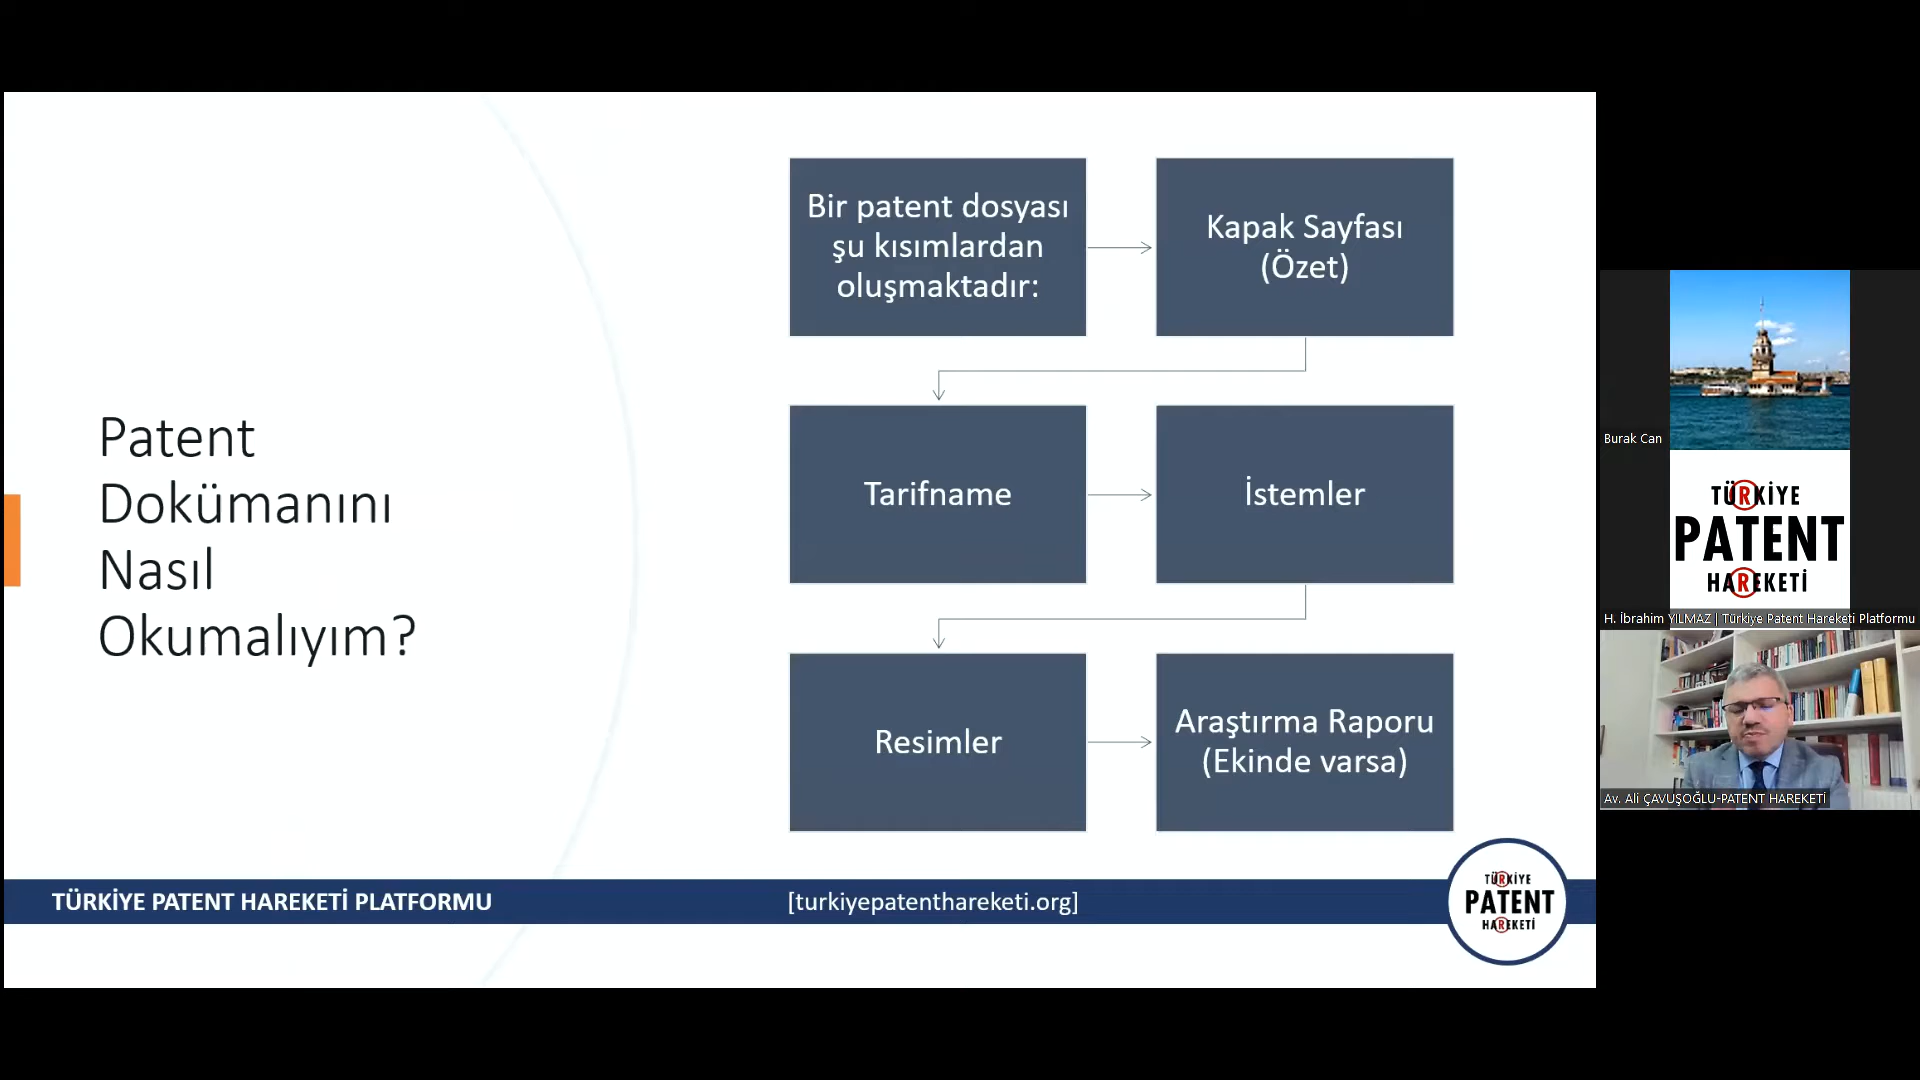 Patent
Dokümanını
Nasıl
Okumalıyım?
Bir patent dosyası
şu kısımlardan
oluşmaktadır:
Kapak Sayfası
(Özet)
Tarifname
İstemler
Resimler
Araştırma Raporu
(Ekinde varsa)
TÜRKİYE PATENT HAREKETİ PLATFORMU
[turkiyepatenthareketi.org]
TÜRKİYE
PATENT
HAREKETİ
Burak Can
TÜRKİYE
PATENT
HAREKETİ
H. İbrahim YILMAZ | Türkiye Patent Hareketi Platformu
Av. Ali ÇAVUŞOĞLU-PATENT HAREKETİ